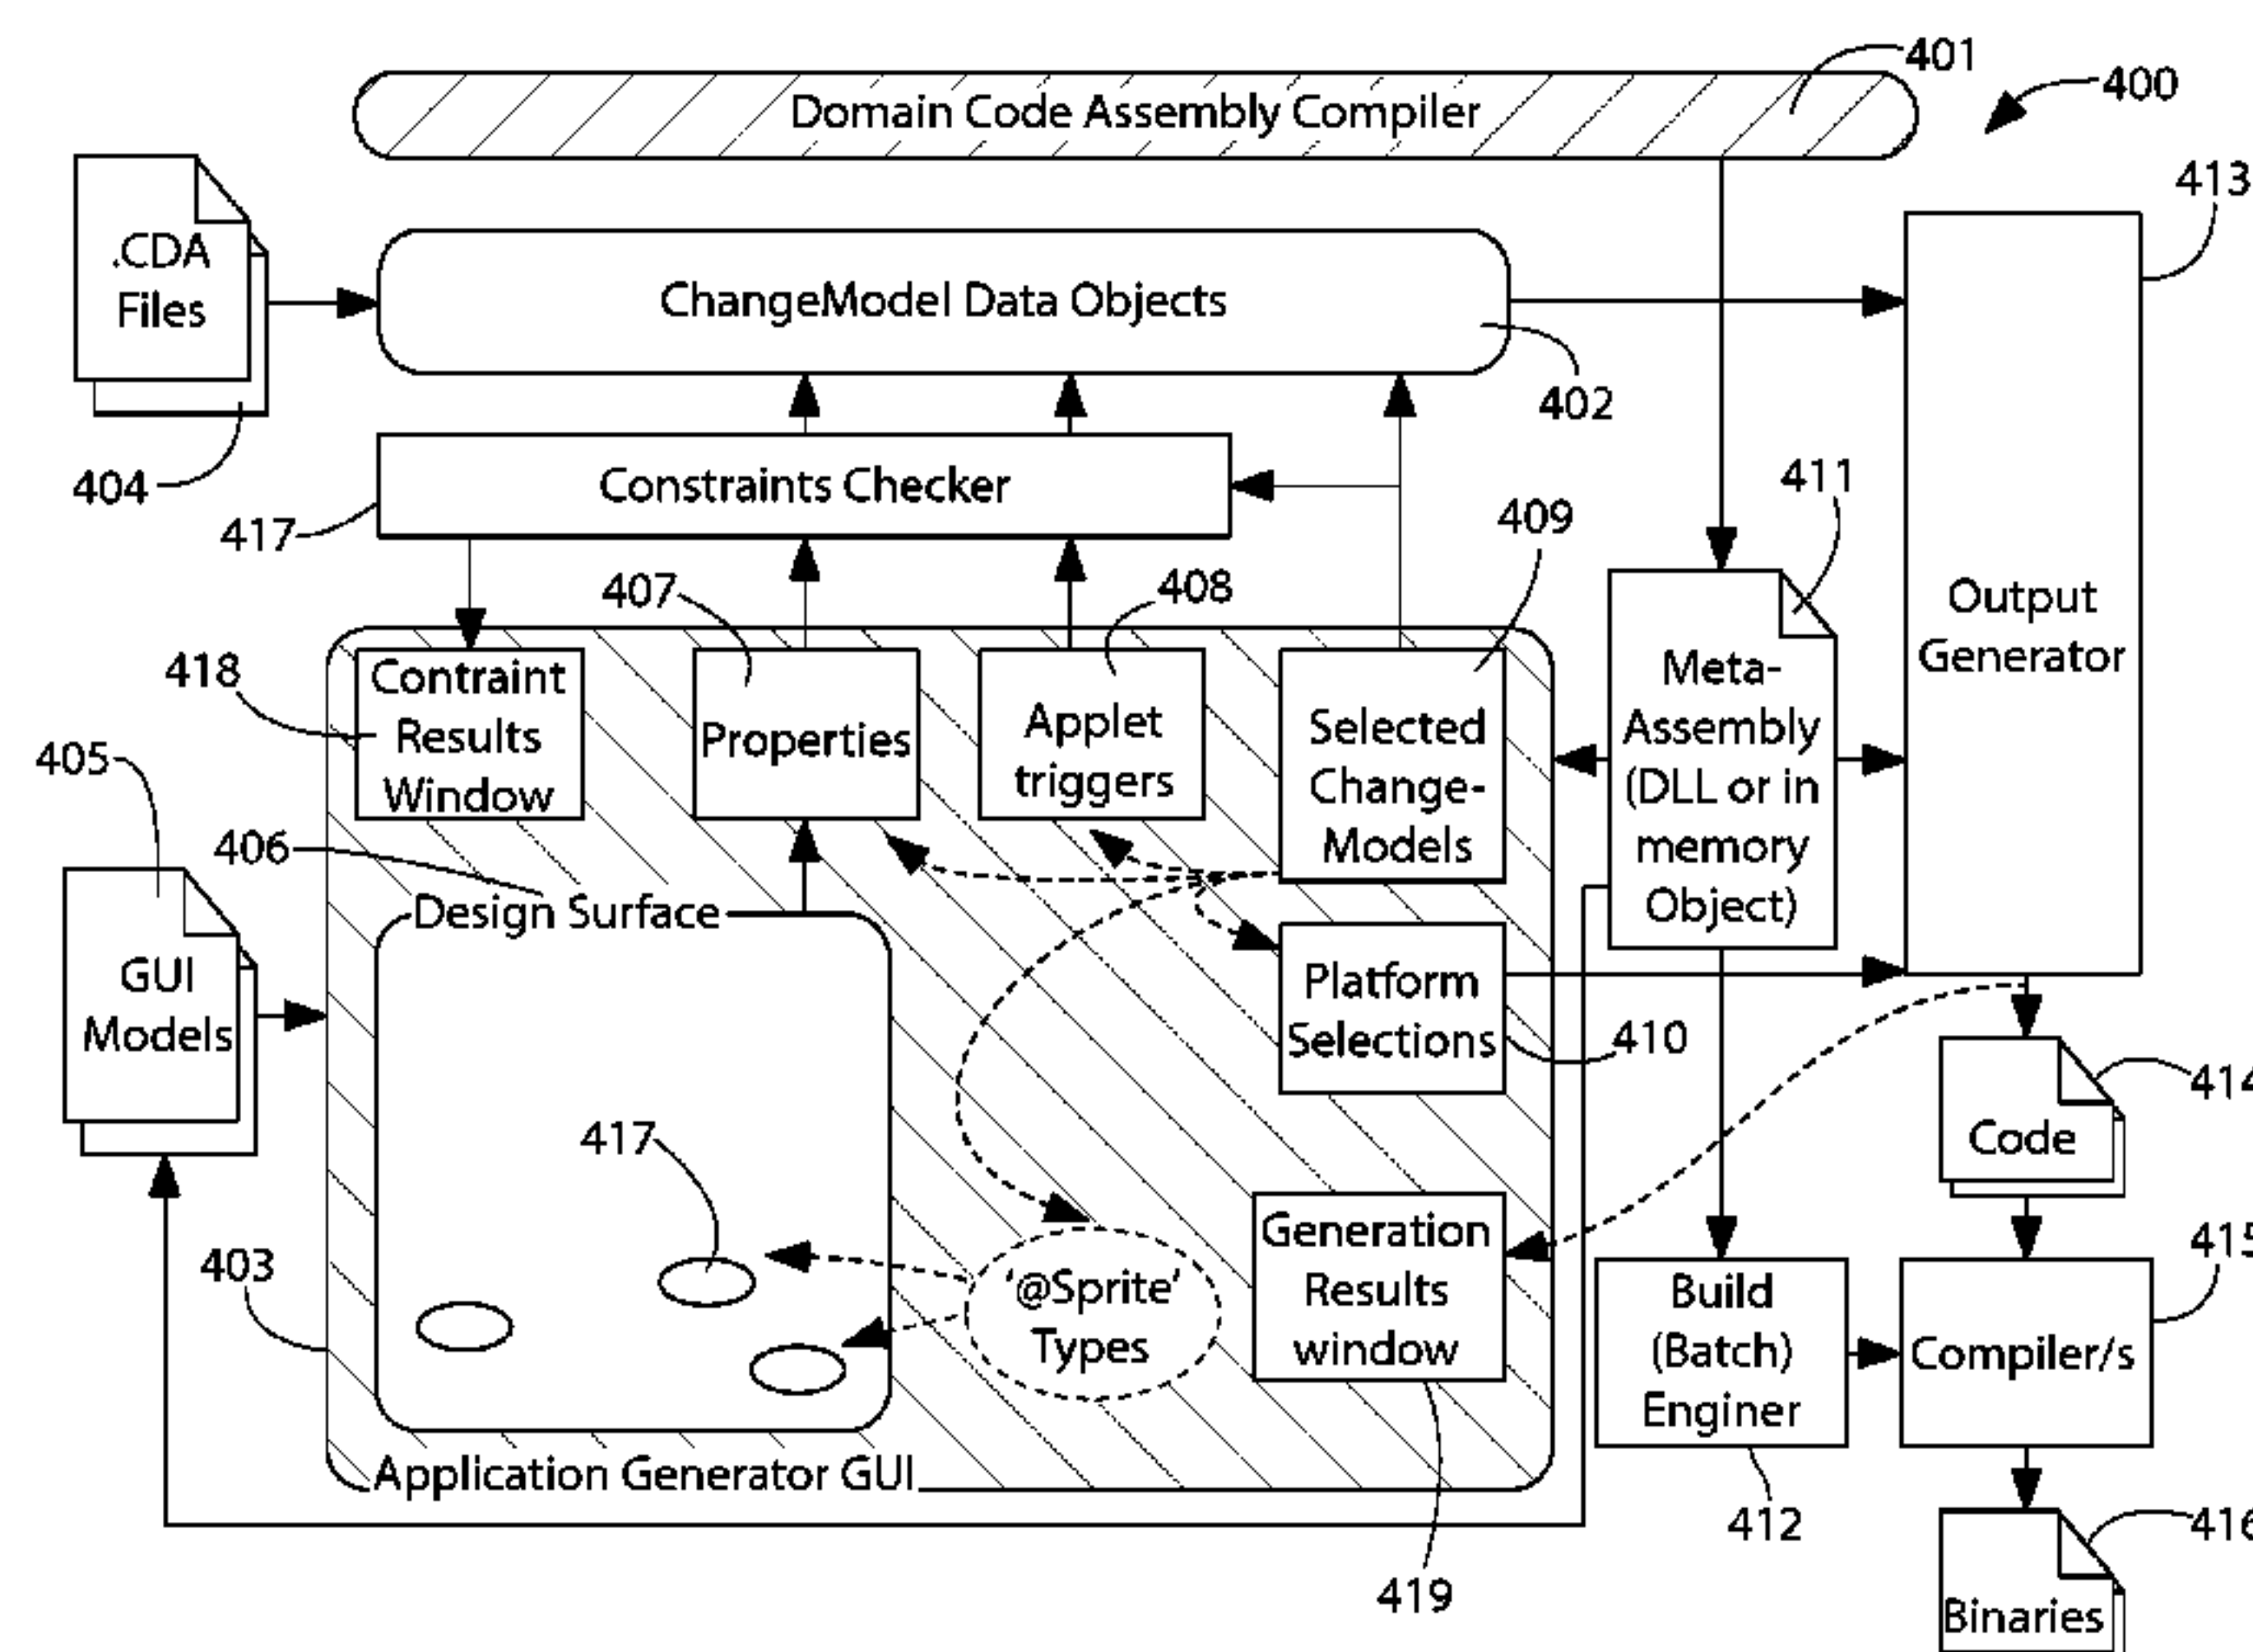 401
400
Domain Code Assembly Compiler
413
.CDA
Files
ChangeModel Data Objects
402
404
Constraints Checker
417
411
409
407
408
418
Contraint
Results
Window
Properties
Applet
triggers
Selected
Change-
Models
Meta-
Assembly
(DLL or in
memory
Object)
Output
Generator
405
406
Design Surface
GUI
Models
Platform
Selections
410
414
Code
417
403
'@Sprite'
Types
Generation
Results
window
Build
(Batch)
Enginer
415
Compiler/s
Application Generator GUI
412
419
416
Binaries